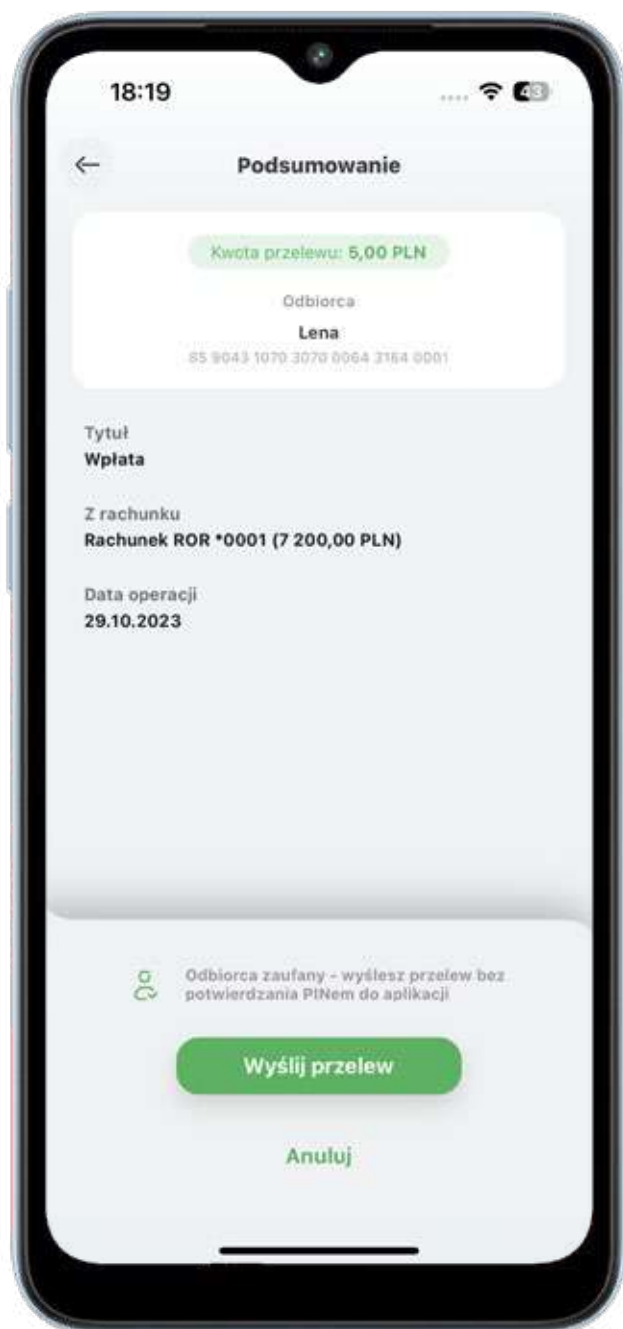 18:19
43
Podsumowanie
Kwota przelewu: 5,00 PLN
Odbiorca
Lena
85 9043 1070 3070 0064 3164 0001
Tytuł
Wpłata
Z rachunku
Rachunek ROR *0001 (7 200,00 PLN)
Data operacji
29.10.2023
Odbiorca zaufany - wyślesz przelew bez
potwierdzania PINem do aplikacji
Wyślij przelew
Anuluj